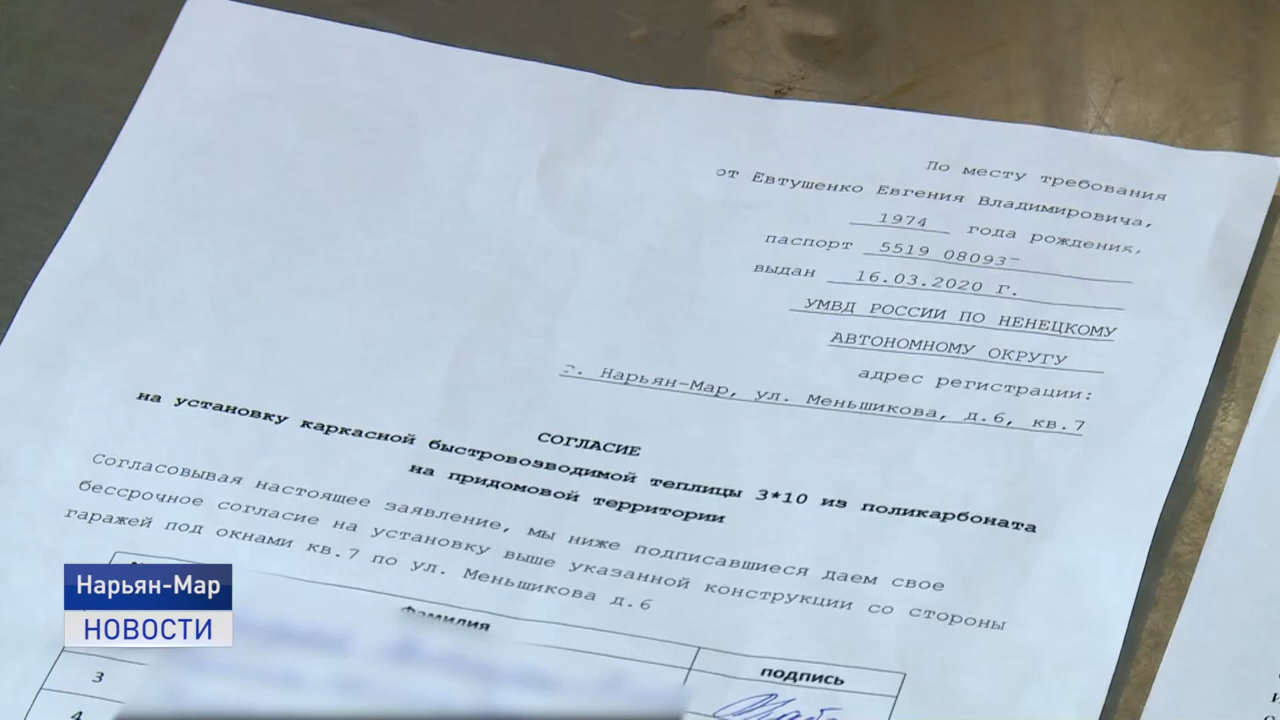 По месту требования
от Евтушенко Евгения Владимировича,
1974 года рождения,
паспорт 5519 08093
выдан 16.03.2020 г.
УМВД РОССИИ ПО НЕНЕЦКОМУ
АВТОНОМНОМУ ОКРУГУ
адрес регистрации:
г. Нарьян-Мар, ул. Меньшикова, д.6, кв.7
СОГЛАСИЕ
на установку каркасной быстровозводимой теплицы 3*10 из поликарбоната
на придомовой территории
Согласовывая настоящее заявление, мы ниже подписавшиеся даем свое
бессрочное согласие на установку выше указанной конструкции со стороны
гаражей под окнами кв.7 по ул. Меньшикова д.6
Фамилия подпись
3
4
Нарьян-Мар
НОВОСТИ